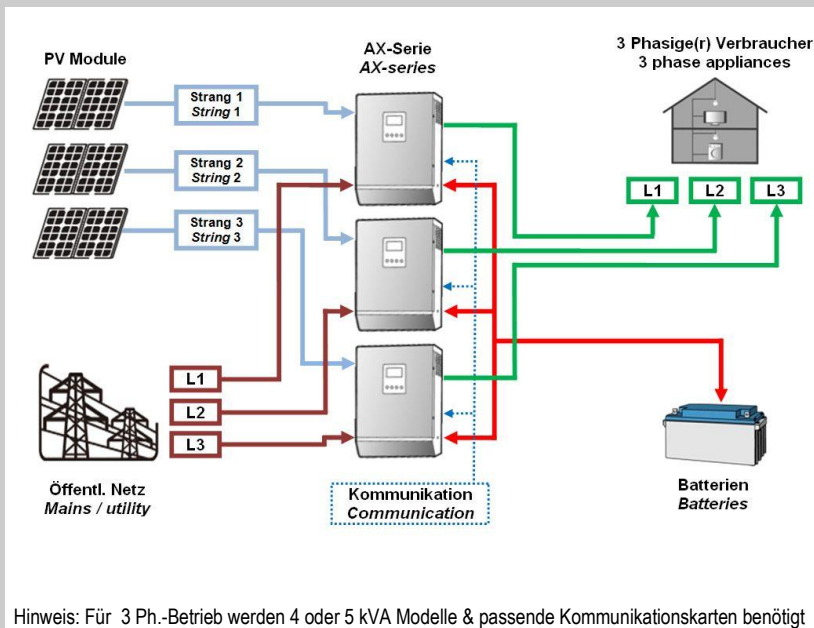 PV Module
AX-Serie
AX-series
3 Phasige(r) Verbraucher
3 phase appliances
Strang 1
String 1
Strang 2
String 2
Strang 3
String 3
L1
L2
L3
L1
L2
L3
Öffentl. Netz
Mains / utility
Kommunikation
Communication
Batterien
Batteries
Hinweis: Für 3 Ph.-Betrieb werden 4 oder 5 kVA Modelle & passende Kommunikationskarten benötigt